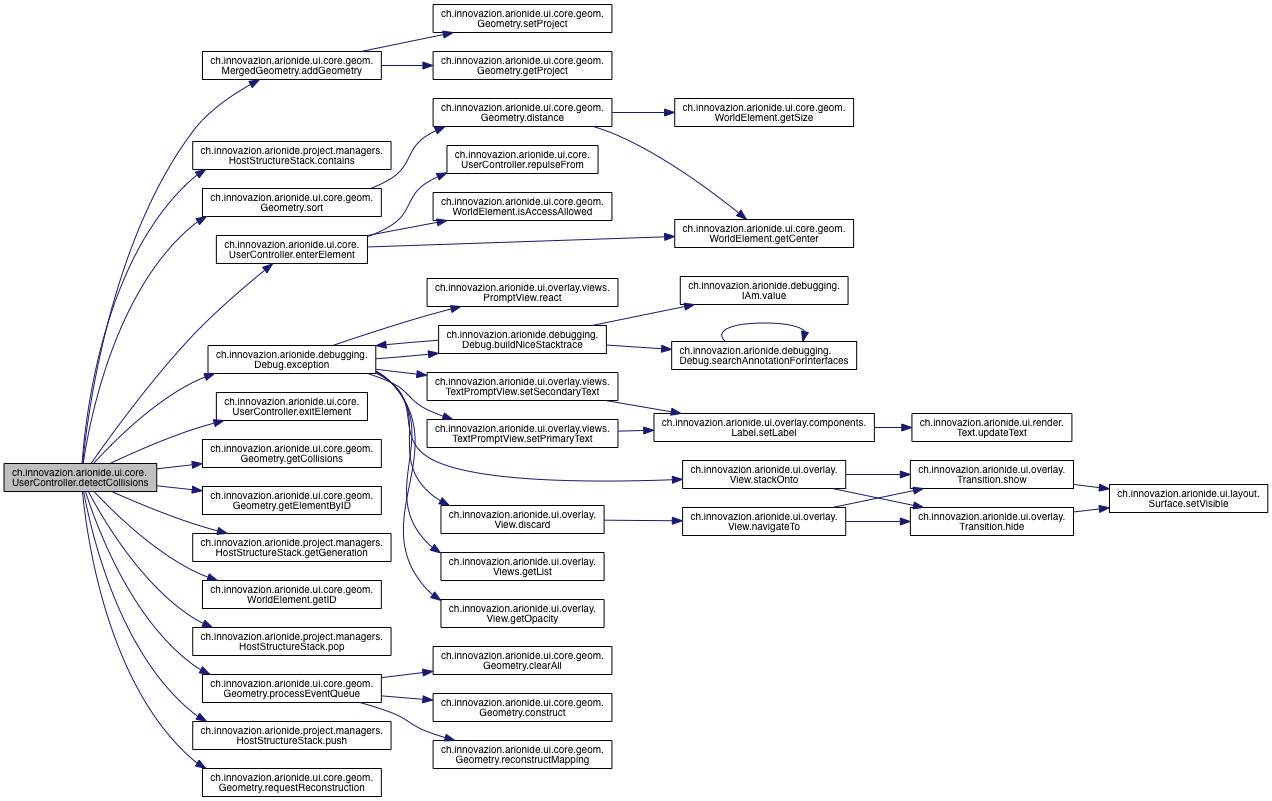 ch.innovazion.arionide.ui.core.geom.
Geometry.setProject
ch.innovazion.arionide.ui.core.geom.
MergedGeometry.addGeometry
ch.innovazion.arionide.ui.core.geom.
Geometry.getProject
ch.innovazion.arionide.ui.core.geom.
Geometry.distance
ch.innovazion.arionide.ui.core.geom.
WorldElement.getSize
ch.innovazion.arionide.project.managers.
HostStructureStack.contains
ch.innovazion.arionide.ui.core.
UserController.repulseFrom
ch.innovazion.arionide.ui.core.geom.
Geometry.sort
ch.innovazion.arionide.ui.core.geom.
WorldElement.isAccessAllowed
ch.innovazion.arionide.ui.core.
UserController.enterElement
ch.innovazion.arionide.ui.core.geom.
WorldElement.getCenter
ch.innovazion.arionide.ui.overlay.views.
PromptView.react
ch.innovazion.arionide.debugging.
IAm.value
ch.innovazion.arionide.debugging.
Debug.buildNiceStacktrace
ch.innovazion.arionide.debugging.
Debug.exception
ch.innovazion.arionide.debugging.
Debug.searchAnnotationForInterfaces
ch.innovazion.arionide.ui.overlay.views.
TextPromptView.setSecondaryText
ch.innovazion.arionide.ui.core.
UserController.exitElement
ch.innovazion.arionide.ui.overlay.views.
TextPromptView.setPrimaryText
ch.innovazion.arionide.ui.overlay.components.
Label.setLabel
ch.innovazion.arionide.ui.render.
Text.updateText
ch.innovazion.arionide.ui.core.geom.
Geometry.getCollisions
ch.innovazion.arionide.ui.core.
UserController.detectCollisions
ch.innovazion.arionide.ui.overlay.
View.stackOnto
ch.innovazion.arionide.ui.overlay.
Transition.show
ch.innovazion.arionide.ui.layout.
Surface.setVisible
ch.innovazion.arionide.ui.core.geom.
Geometry.getElementByID
ch.innovazion.arionide.ui.overlay.
View.discard
ch.innovazion.arionide.ui.overlay.
View.navigateTo
ch.innovazion.arionide.ui.overlay.
Transition.hide
ch.innovazion.arionide.project.managers.
HostStructureStack.getGeneration
ch.innovazion.arionide.ui.overlay.
Views.getList
ch.innovazion.arionide.ui.core.geom.
WorldElement.getID
ch.innovazion.arionide.ui.overlay.
View.getOpacity
ch.innovazion.arionide.project.managers.
HostStructureStack.pop
ch.innovazion.arionide.ui.core.geom.
Geometry.clearAll
ch.innovazion.arionide.ui.core.geom.
Geometry.processEventQueue
ch.innovazion.arionide.ui.core.geom.
Geometry.construct
ch.innovazion.arionide.project.managers.
HostStructureStack.push
ch.innovazion.arionide.ui.core.geom.
Geometry.reconstructMapping
ch.innovazion.arionide.ui.core.geom.
Geometry.requestReconstruction